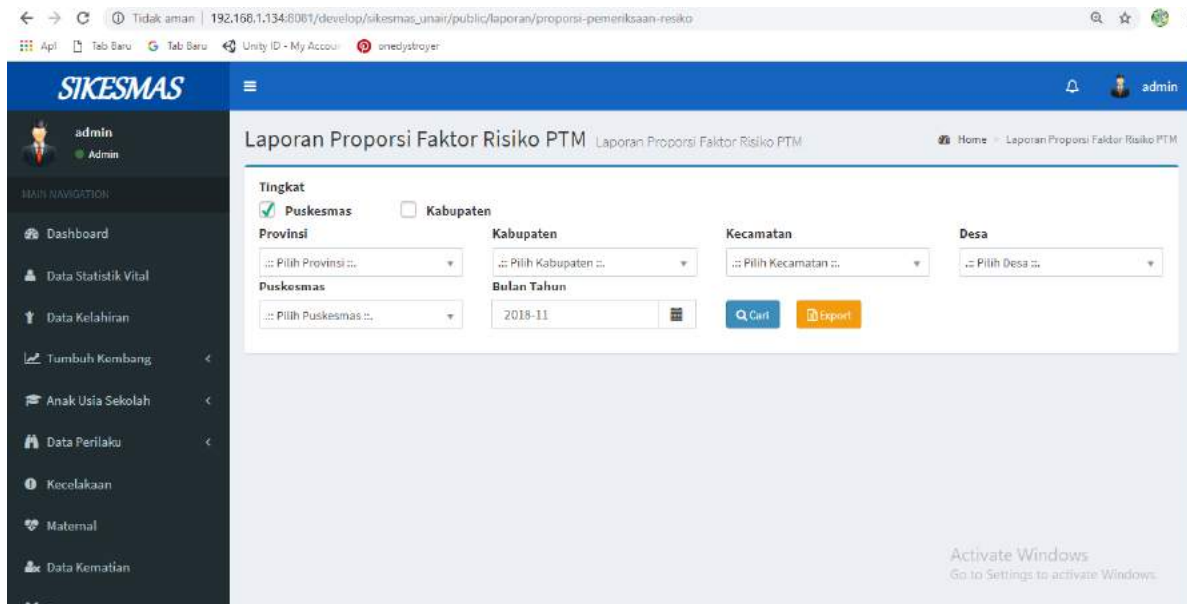 Tidak aman | 192.168.1.134:8081/develop/sikesmas_unair/public/laporan/proporsi-pemeriksaan-resiko
Apl Tab Baru Tab Baru Unity ID - My Accou onedystroyer
SIKESMAS admin
admin
Admin
Laporan Proporsi Faktor Risiko PTM Laporan Proporsi Faktor Risiko PTM Home > Laporan Proporsi Faktor Risiko PTM
MAIN NAVIGATION
Dashboard
Data Statistik Vital
Data Kelahiran
Tumbuh Kembang
Anak Usia Sekolah
Data Perilaku
Kecelakaan
Maternal
Data Kematian
Tingkat
Puskesmas Kabupaten
Provinsi Kabupaten Kecamatan Desa
.:: Pilih Provinsi ::. .:: Pilih Kabupaten ::. .:: Pilih Kecamatan ::. .:: Pilih Desa ::.
Puskesmas Bulan Tahun
.:: Pilih Puskesmas ::. 2018-11 Cari Export
Activate Windows
Go to Settings to activate Windows.